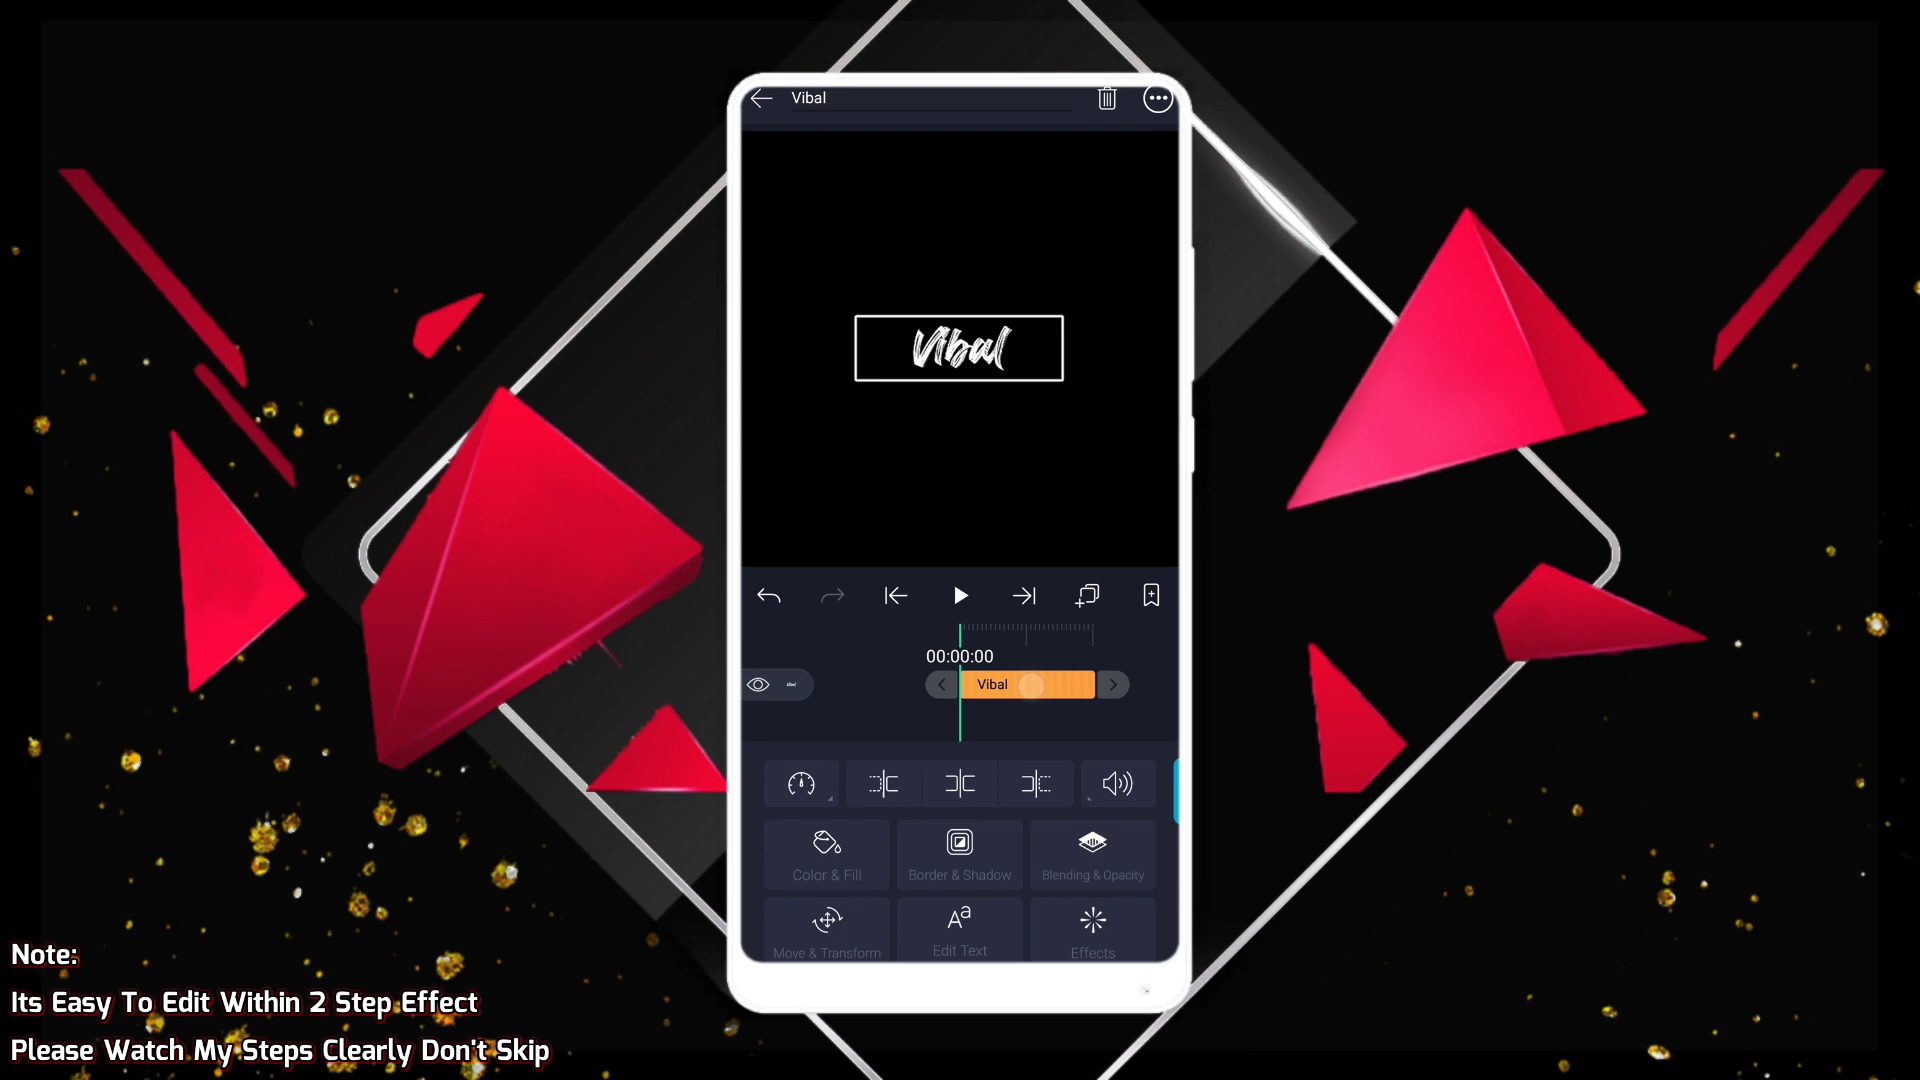 Vibal
Vibal
00:00:00
Vibal
Color & Fill
Border & Shadow
Blending & Opacity
Move & Transform
Edit Text
Effects
Note:
Its Easy To Edit Within 2 Step Effect
Please Watch My Steps Clearly Don't Skip